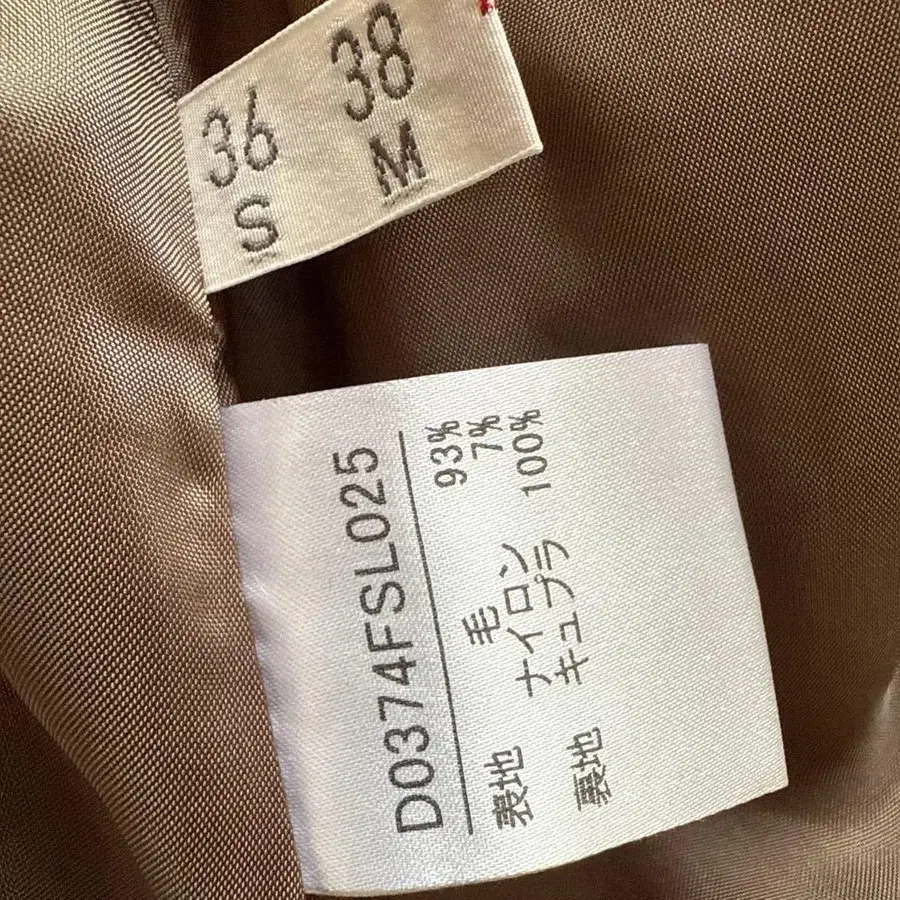 36 38
S M
D0374FSL025
表地 毛 93%
ナイロン 7%
裏地 キュプラ 100%